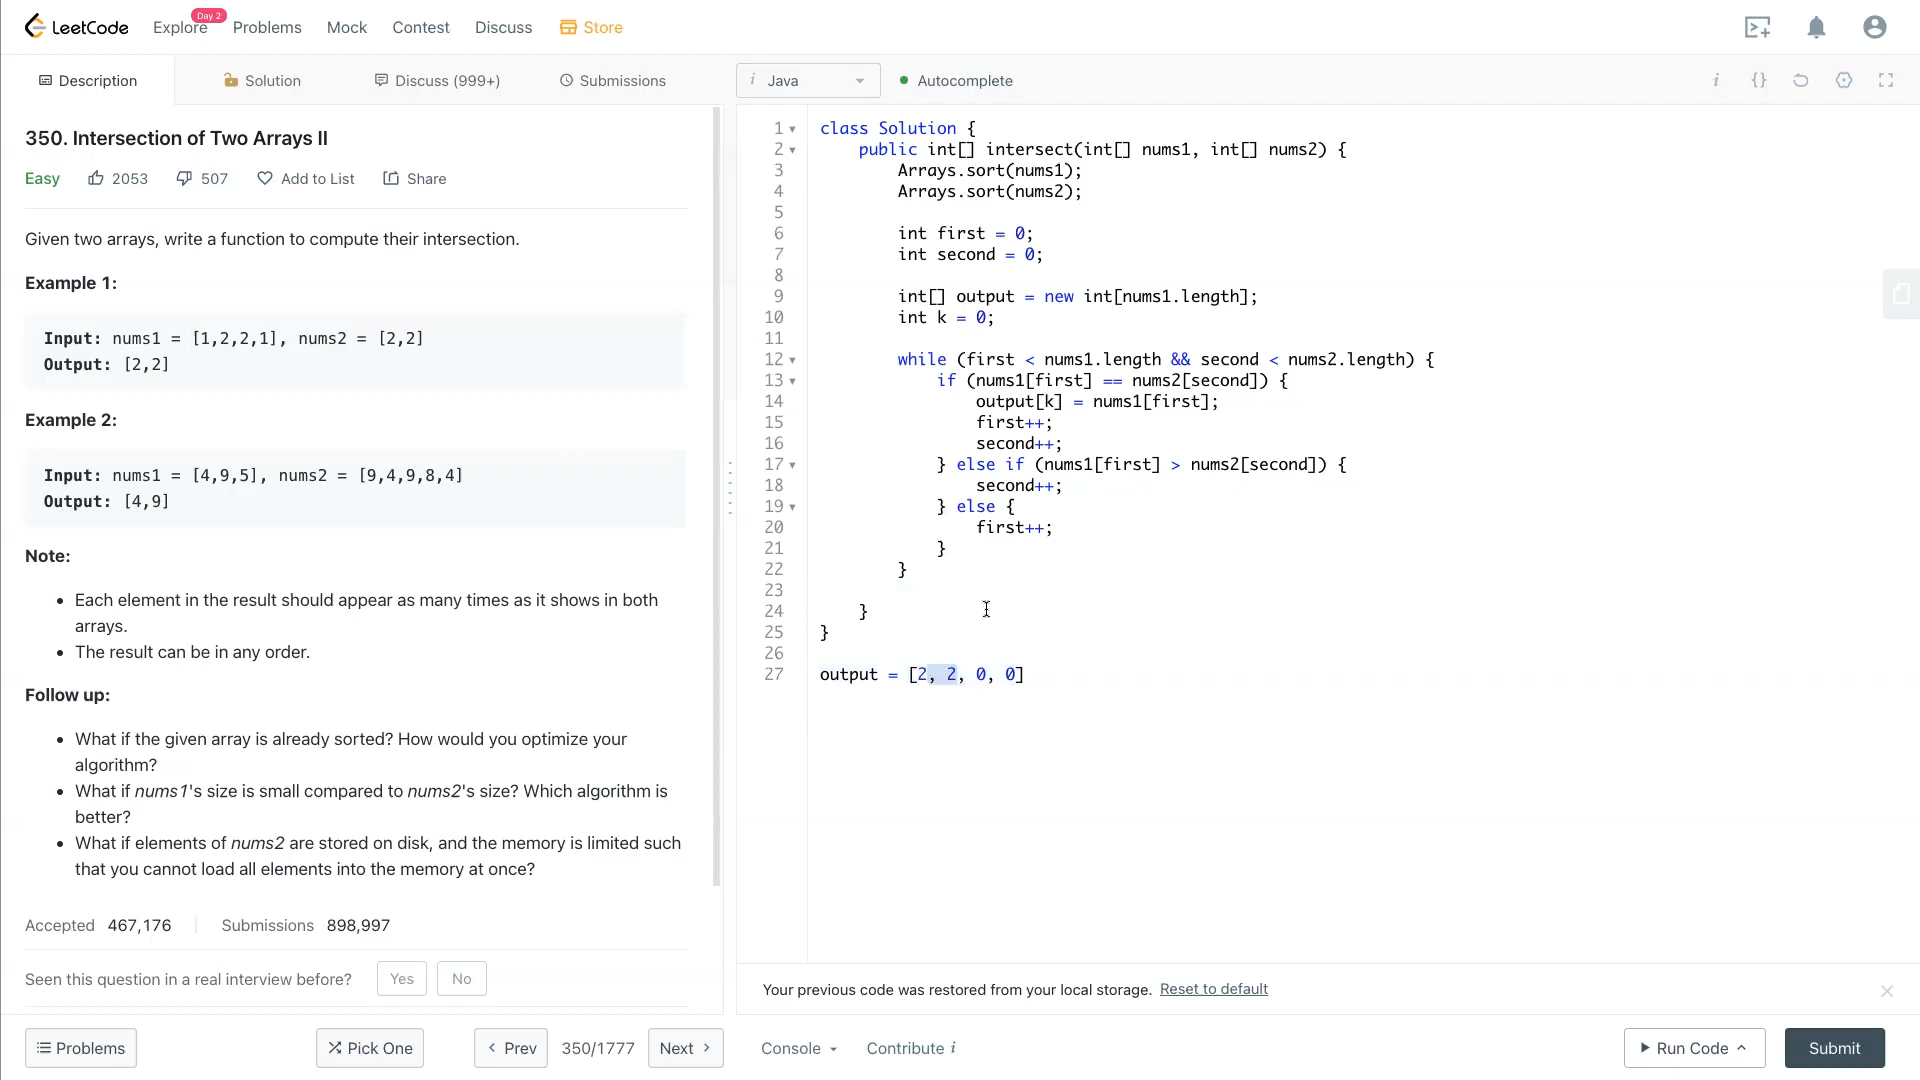 LeetCode Explore Day 2 Problems Mock Contest Discuss Store
Description Solution Discuss (999+) Submissions
i Java Autocomplete i {}
350. Intersection of Two Arrays II
Easy 2053 507 Add to List Share
Given two arrays, write a function to compute their intersection.
Example 1:
Input: nums1 = [1,2,2,1], nums2 = [2,2]
Output: [2,2]
Example 2:
Input: nums1 = [4,9,5], nums2 = [9,4,9,8,4]
Output: [4,9]
Note:
• Each element in the result should appear as many times as it shows in both
arrays.
• The result can be in any order.
Follow up:
• What if the given array is already sorted? How would you optimize your
algorithm?
• What if nums1's size is small compared to nums2's size? Which algorithm is
better?
• What if elements of nums2 are stored on disk, and the memory is limited such
that you cannot load all elements into the memory at once?
Accepted 467,176 Submissions 898,997
Seen this question in a real interview before? Yes No
1 class Solution {
2 public int[] intersect(int[] nums1, int[] nums2) {
3 Arrays.sort(nums1);
4 Arrays.sort(nums2);
5
6 int first = 0;
7 int second = 0;
8
9 int[] output = new int[nums1.length];
10 int k = 0;
11
12 while (first < nums1.length && second < nums2.length) {
13 if (nums1[first] == nums2[second]) {
14 output[k] = nums1[first];
15 first++;
16 second++;
17 } else if (nums1[first] > nums2[second]) {
18 second++;
19 } else {
20 first++;
21 }
22 }
23
24 }
25 }
26
27 output = [2, 2, 0, 0]
Your previous code was restored from your local storage. Reset to default
Problems Pick One < Prev 350/1777 Next > Console Contribute i Run Code Submit